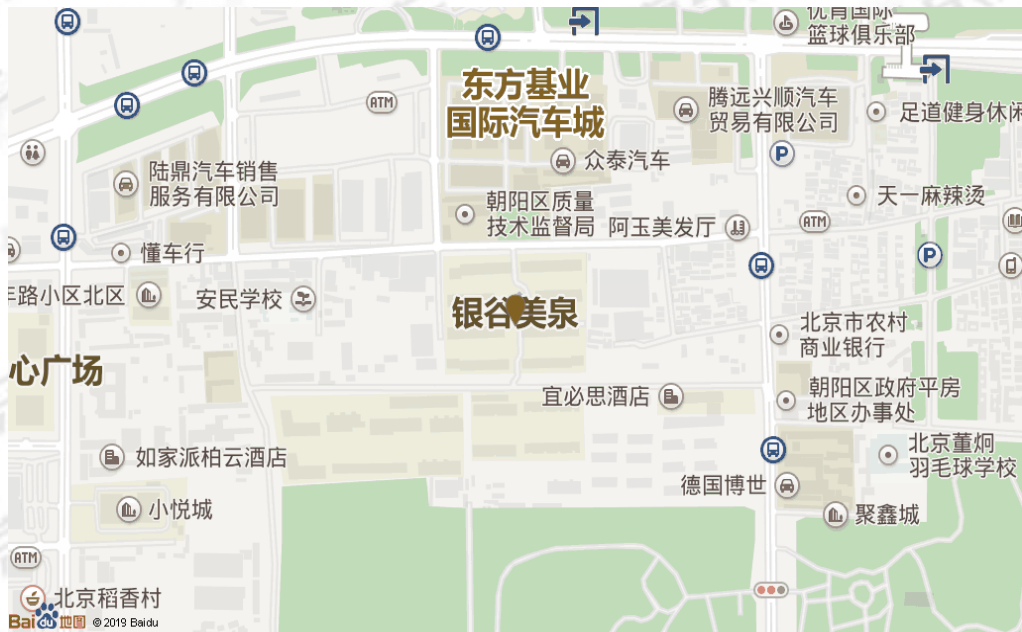 优肯国际
篮球俱乐部
东方基业
国际汽车城
ATM
腾远兴顺汽车
贸易有限公司
足道健身休闲
众泰汽车
P
陆鼎汽车销售
服务有限公司
天一麻辣烫
朝阳区质量
技术监督局
阿玉美发厅
ATM
懂车行
P
路小区北区
安民学校
银谷美泉
北京市农村
商业银行
心广场
宜必思酒店
朝阳区政府平房
地区办事处
如家派柏云酒店
北京董炯
羽毛球学校
德国博世
小悦城
聚鑫城
ATM
北京稻香村
Bai du 地图 © 2019 Baidu